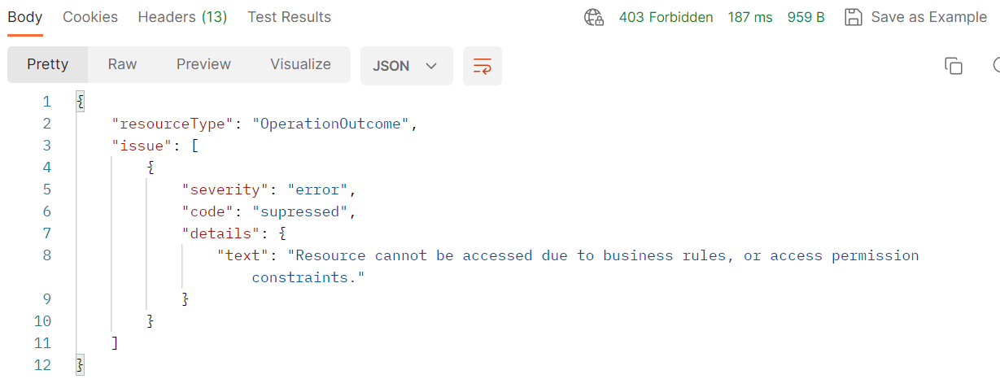 Body Cookies Headers (13) Test Results 403 Forbidden 187 ms 959 B Save as Example
Pretty Raw Preview Visualize JSON
1 {
2 "resourceType": "OperationOutcome",
3 "issue": [
4 {
5 "severity": "error",
6 "code": "supressed",
7 "details": {
8 "text": "Resource cannot be accessed due to business rules, or access permission
constraints."
9 }
10 }
11 ]
12 }